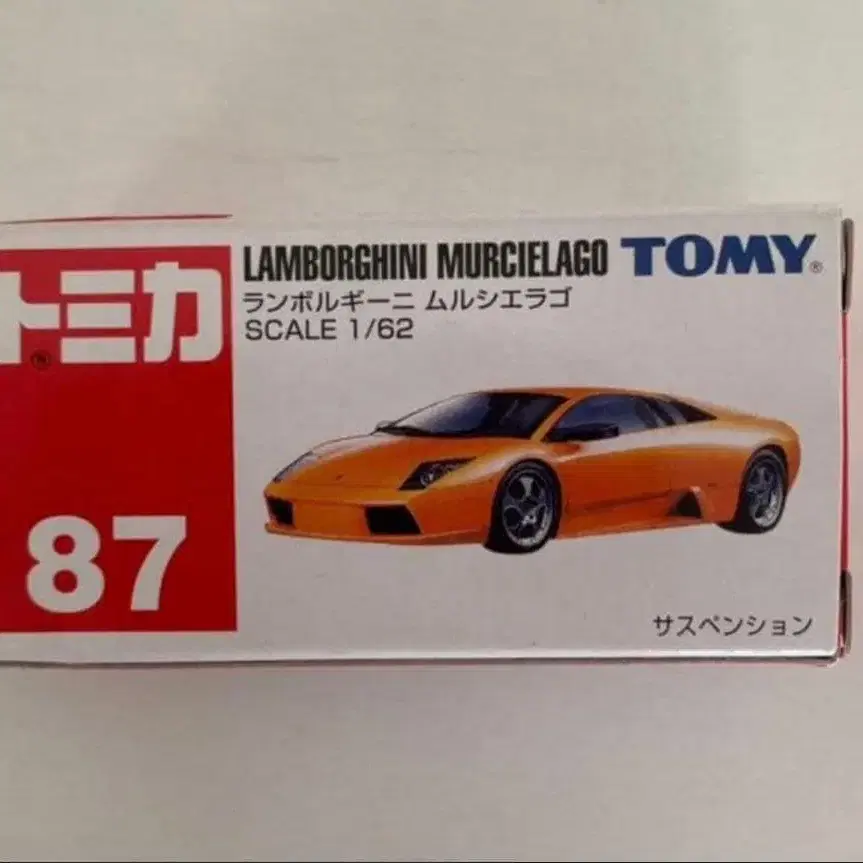 トミカ®
LAMBORGHINI MURCIELAGO TOMY®
ランボルギーニ ムルシエラゴ
SCALE 1/62
87
サスペンション